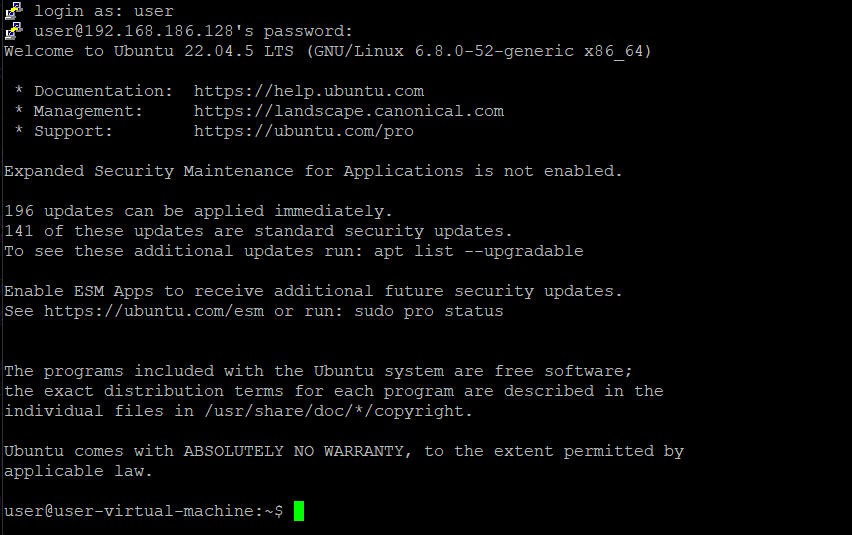 login as: user
user@192.168.186.128's password:
Welcome to Ubuntu 22.04.5 LTS (GNU/Linux 6.8.0-52-generic x86_64)
* Documentation:  https://help.ubuntu.com
* Management:     https://landscape.canonical.com
* Support:        https://ubuntu.com/pro
Expanded Security Maintenance for Applications is not enabled.
196 updates can be applied immediately.
141 of these updates are standard security updates.
To see these additional updates run: apt list --upgradable
Enable ESM Apps to receive additional future security updates.
See https://ubuntu.com/esm or run: sudo pro status
The programs included with the Ubuntu system are free software;
the exact distribution terms for each program are described in the
individual files in /usr/share/doc/*/copyright.
Ubuntu comes with ABSOLUTELY NO WARRANTY, to the extent permitted by
applicable law.
user@user-virtual-machine:~$